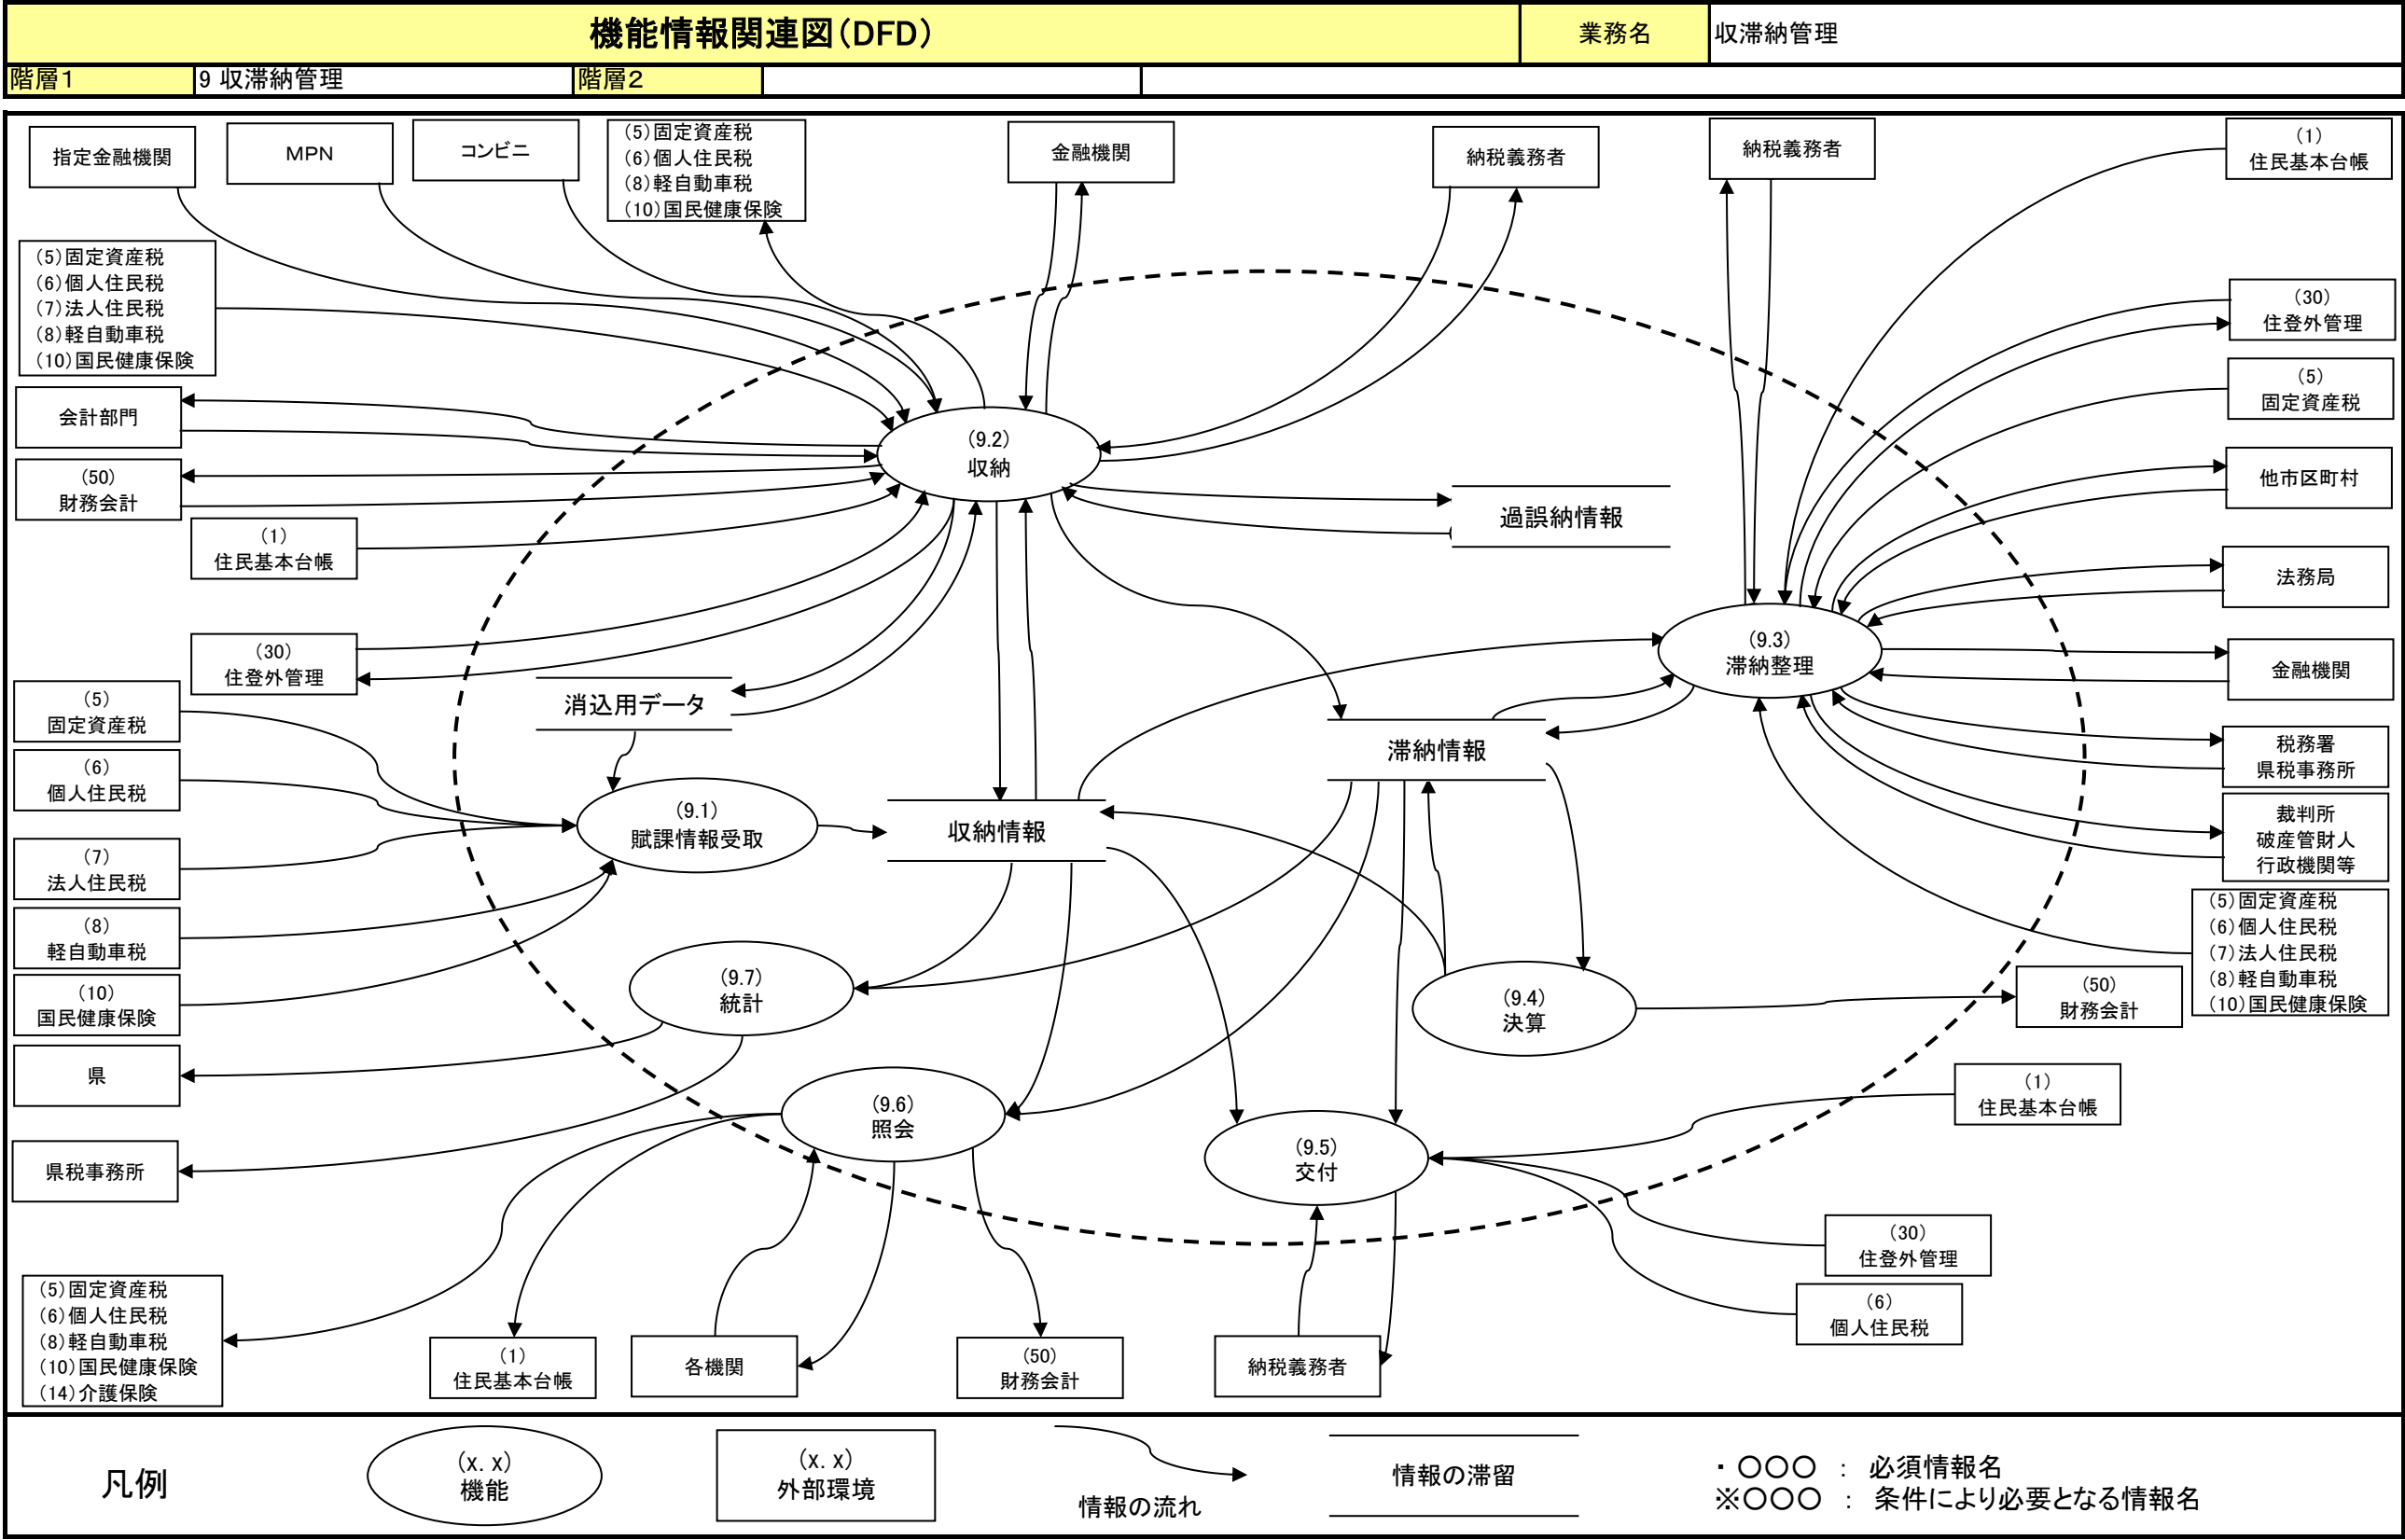 機能情報関連図（DFD）
業務名
収滞納管理
階層１
9 収滞納管理
階層２
指定金融機関
MPN
コンビニ
（5）固定資産税
（6）個人住民税
（8）軽自動車税
（10）国民健康保険
金融機関
納税義務者
納税義務者
（1）
住民基本台帳
（5）固定資産税
（6）個人住民税
（7）法人住民税
（8）軽自動車税
（10）国民健康保険
（30）
住登外管理
（5）
固定資産税
会計部門
（9.2）
収納
他市区町村
（50）
財務会計
過誤納情報
（1）
住民基本台帳
法務局
（30）
住登外管理
（9.3）
滞納整理
金融機関
（5）
固定資産税
消込用データ
滞納情報
税務署
県税事務所
（6）
個人住民税
（9.1）
賦課情報受取
収納情報
裁判所
破産管財人
行政機関等
（7）
法人住民税
（8）
軽自動車税
（5）固定資産税
（6）個人住民税
（7）法人住民税
（8）軽自動車税
（10）国民健康保険
（10）
国民健康保険
（9.7）
統計
（9.4）
決算
（50）
財務会計
県
（9.6）
照会
（1）
住民基本台帳
県税事務所
（9.5）
交付
（30）
住登外管理
（5）固定資産税
（6）個人住民税
（8）軽自動車税
（10）国民健康保険
（14）介護保険
（6）
個人住民税
（1）
住民基本台帳
各機関
（50）
財務会計
納税義務者
凡例
（x．x）
機能
（x．x）
外部環境
情報の流れ
情報の滞留
・ 〇〇〇 ： 必須情報名
※〇〇〇 ： 条件により必要となる情報名